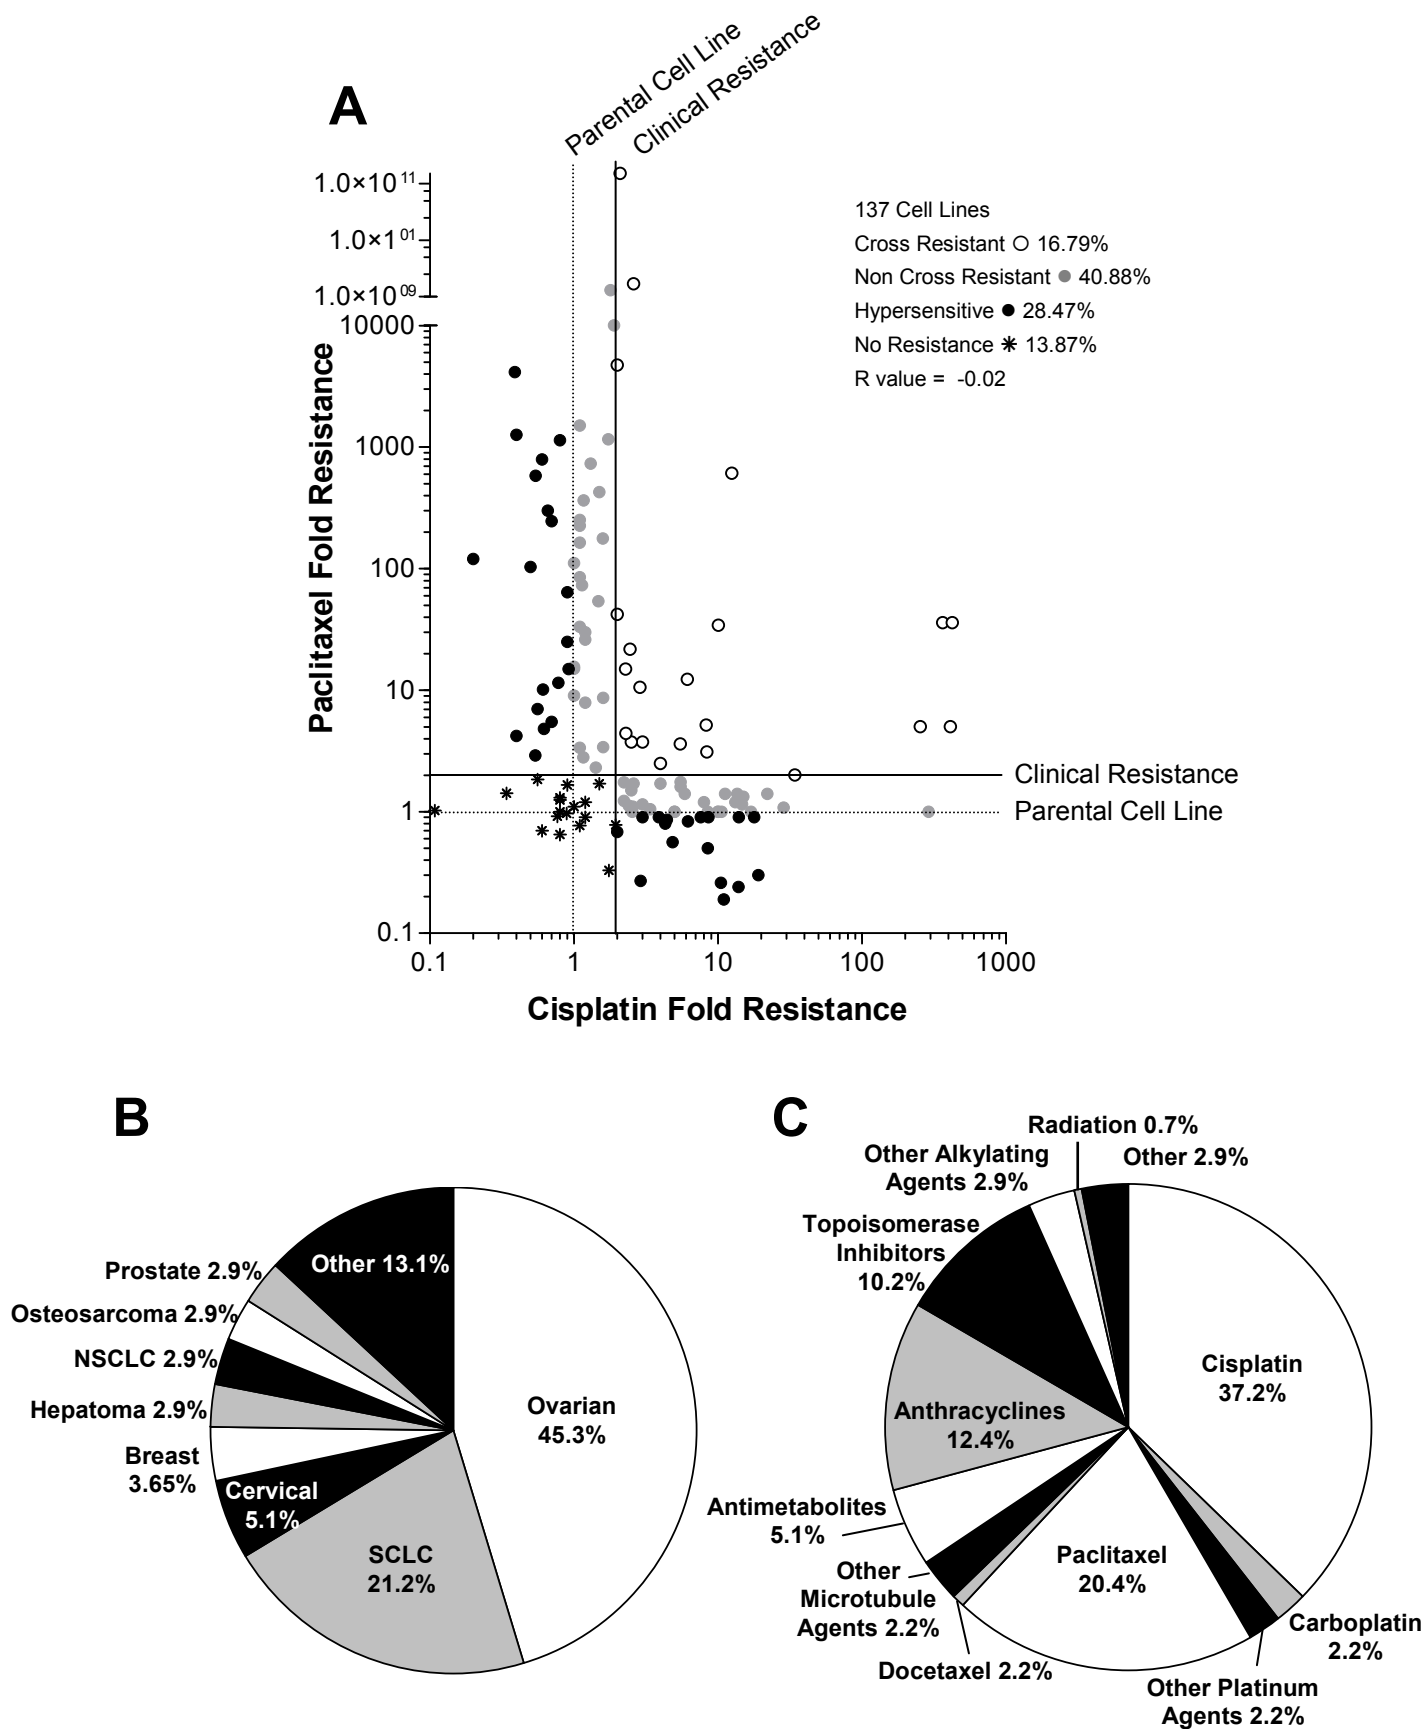 A
Parental Cell Line
Clinical Resistance
1.0×10 11
1.0×1 01
1.0×10 09
10000
1000
100
10
1
0.1
Paclitaxel Fold Resistance
137 Cell Lines
Cross Resistant 16.79%
Non Cross Resistant 40.88%
Hypersensitive 28.47%
No Resistance 13.87%
R value = -0.02
Clinical Resistance
Parental Cell Line
0.1 1 10 100 1000
Cisplatin Fold Resistance
B
Other 13.1%
Prostate 2.9%
Osteosarcoma 2.9%
NSCLC 2.9%
Hepatoma 2.9%
Breast
3.65%
Cervical
5.1%
SCLC
21.2%
Ovarian
45.3%
C
Radiation 0.7%
Other 2.9%
Other Alkylating
Agents 2.9%
Topoisomerase
Inhibitors
10.2%
Cisplatin
37.2%
Anthracyclines
12.4%
Antimetabolites
5.1%
Other
Microtubule
Agents 2.2%
Paclitaxel
20.4%
Docetaxel 2.2%
Carboplatin
2.2%
Other Platinum
Agents 2.2%